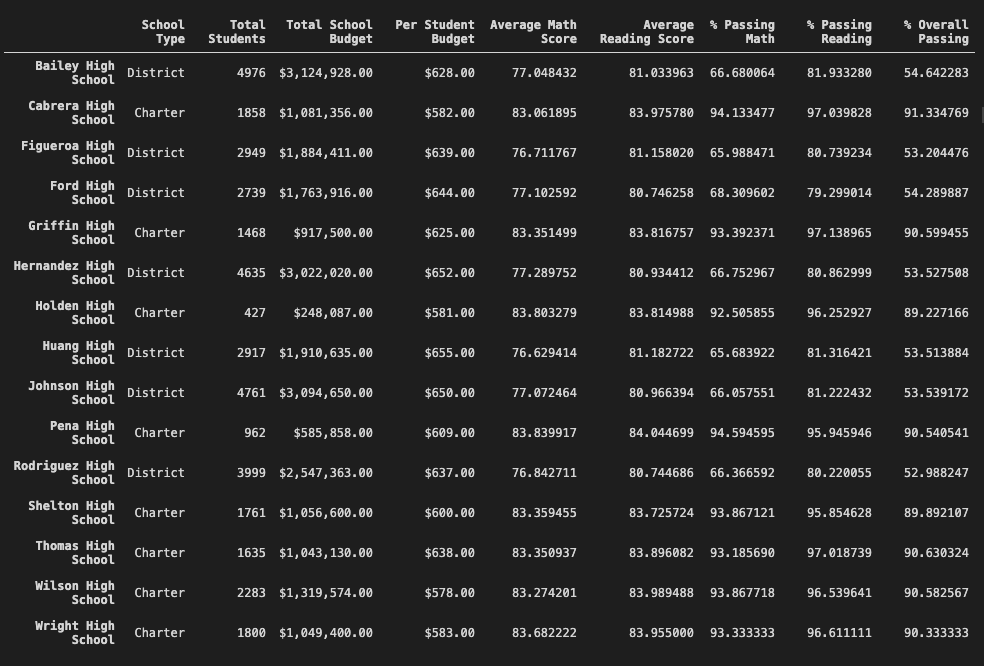 School Type Total Students Total School Budget Per Student Budget Average Math Score Average Reading Score % Passing Math % Passing Reading % Overall Passing
Bailey High School District 4976 $3,124,928.00 $628.00 77.048432 81.033963 66.680064 81.933280 54.642283
Cabrera High School Charter 1858 $1,081,356.00 $582.00 83.061895 83.975780 94.133477 97.039828 91.334769
Figueroa High School District 2949 $1,884,411.00 $639.00 76.711767 81.158020 65.988471 80.739234 53.204476
Ford High School District 2739 $1,763,916.00 $644.00 77.102592 80.746258 68.309602 79.299014 54.289887
Griffin High School Charter 1468 $917,500.00 $625.00 83.351499 83.816757 93.392371 97.138965 90.599455
Hernandez High School District 4635 $3,022,020.00 $652.00 77.289752 80.934412 66.752967 80.862999 53.527508
Holden High School Charter 427 $248,087.00 $581.00 83.803279 83.814988 92.505855 96.252927 89.227166
Huang High School District 2917 $1,910,635.00 $655.00 76.629414 81.182722 65.683922 81.316421 53.513884
Johnson High School District 4761 $3,094,650.00 $650.00 77.072464 80.966394 66.057551 81.222432 53.539172
Pena High School Charter 962 $585,858.00 $609.00 83.839917 84.044699 94.594595 95.945946 90.540541
Rodriguez High School District 3999 $2,547,363.00 $637.00 76.842711 80.744686 66.366592 80.220055 52.988247
Shelton High School Charter 1761 $1,056,600.00 $600.00 83.359455 83.725724 93.867121 95.854628 89.892107
Thomas High School Charter 1635 $1,043,130.00 $638.00 83.350937 83.896082 93.185690 97.018739 90.630324
Wilson High School Charter 2283 $1,319,574.00 $578.00 83.274201 83.989488 93.867718 96.539641 90.582567
Wright High School Charter 1800 $1,049,400.00 $583.00 83.682222 83.955000 93.333333 96.611111 90.333333